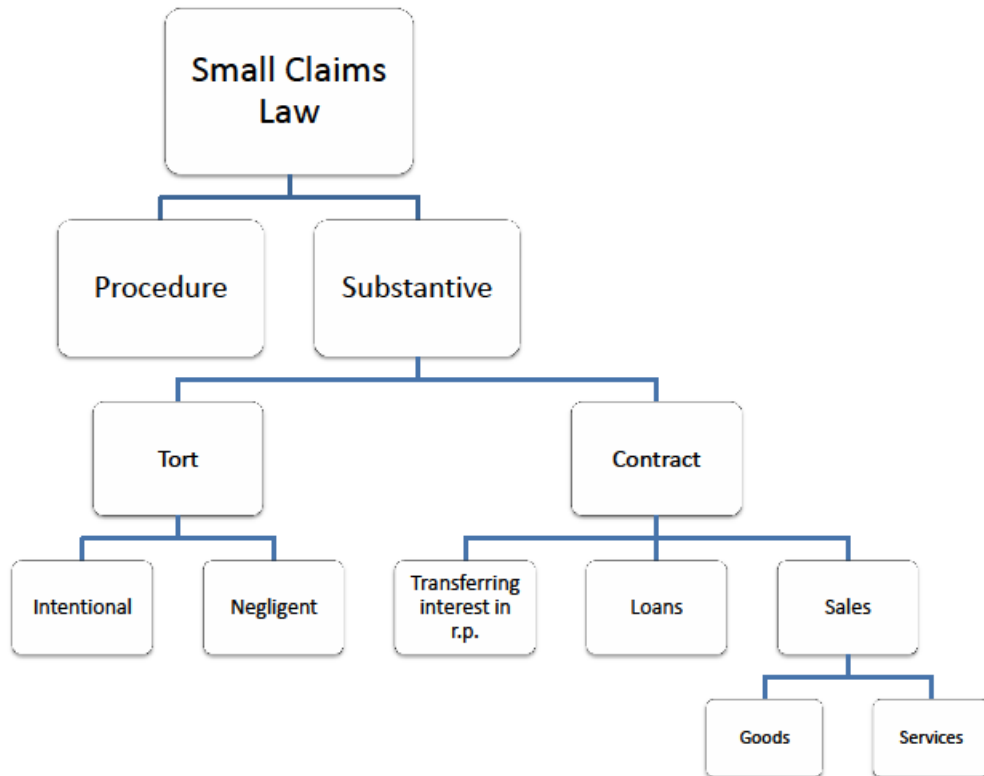 Small Claims
Law
Procedure
Substantive
Tort
Contract
Intentional
Negligent
Transferring
interest in
r.p.
Loans
Sales
Goods
Services